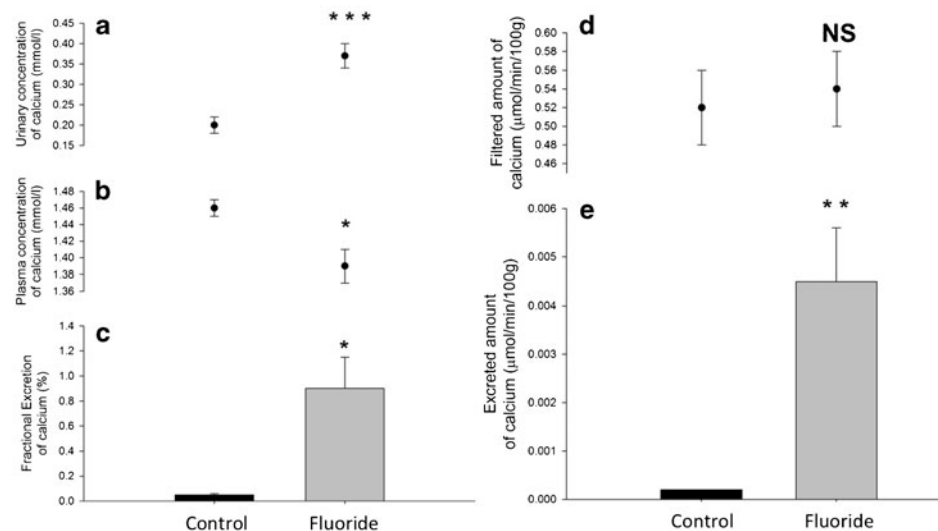 a
* * *
Urinary concentration
of calcium (mmol/l)
0.45
0.40
0.35
0.30
0.25
0.20
0.15
b
*
Plasma concentration
of calcium (mmol/l)
1.48
1.46
1.44
1.42
1.40
1.38
1.36
c
*
Fractional Excretion
of calcium (%)
1.4
1.2
1.0
0.8
0.6
0.4
0.2
0.0
Control Fluoride
d
NS
Filtered amount of
calcium (μmol/min/100g)
0.60
0.58
0.56
0.54
0.52
0.50
0.48
0.46
e
* *
Excreted amount
of calcium (μmol/min/100g)
0.006
0.005
0.004
0.003
0.002
0.001
0.000
Control Fluoride